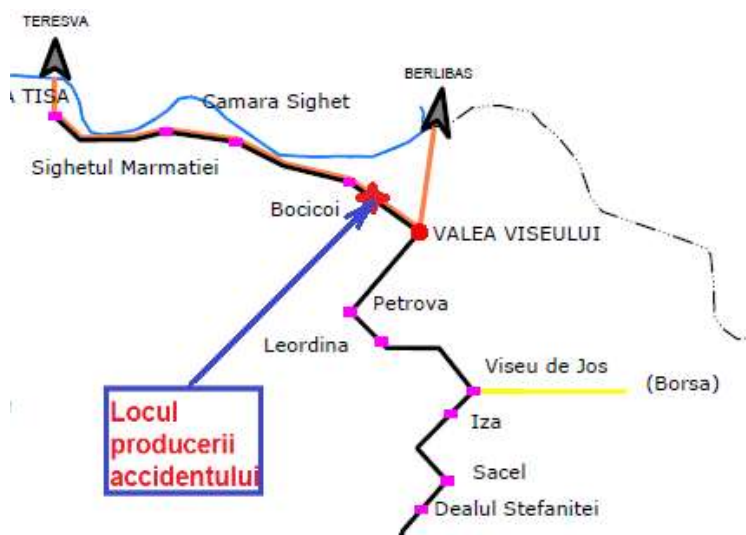 TERESVA
BERLIBAS
A TISA
Camara Sighet
Sighetul Marmatiei
Bocicoi
VALEA VISEULUI
Petrova
Leordina
Viseu de Jos
(Borsa)
Iza
Locul
producerii
accidentului
Sacel
Dealul Stefanitei